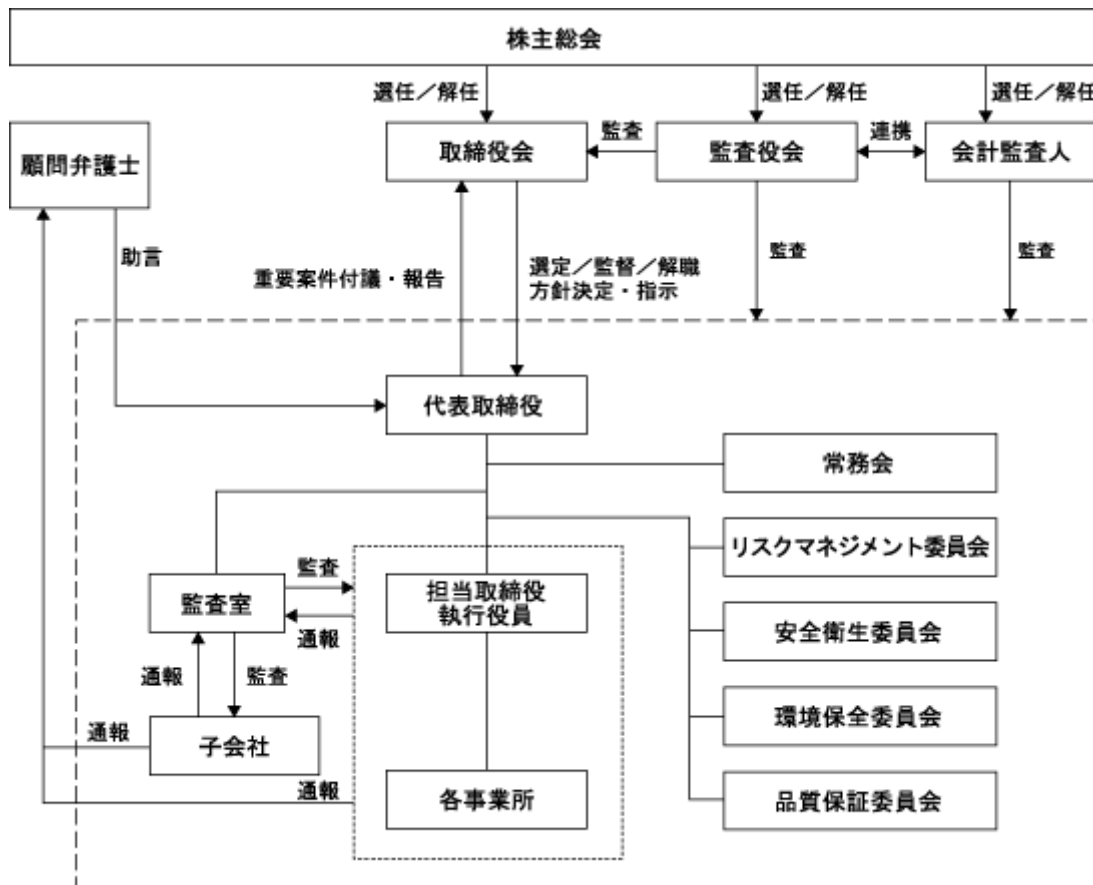 株主総会
選任／解任
選任／解任
選任／解任
顧問弁護士
取締役会
監査
監査役会
連携
会計監査人
助言
重要案件付議・報告
選定／監督／解職
方針決定・指示
監査
監査
代表取締役
常務会
リスクマネジメント委員会
監査室
監査
通報
担当取締役
執行役員
安全衛生委員会
通報
監査
通報
子会社
環境保全委員会
通報
各事業所
品質保証委員会